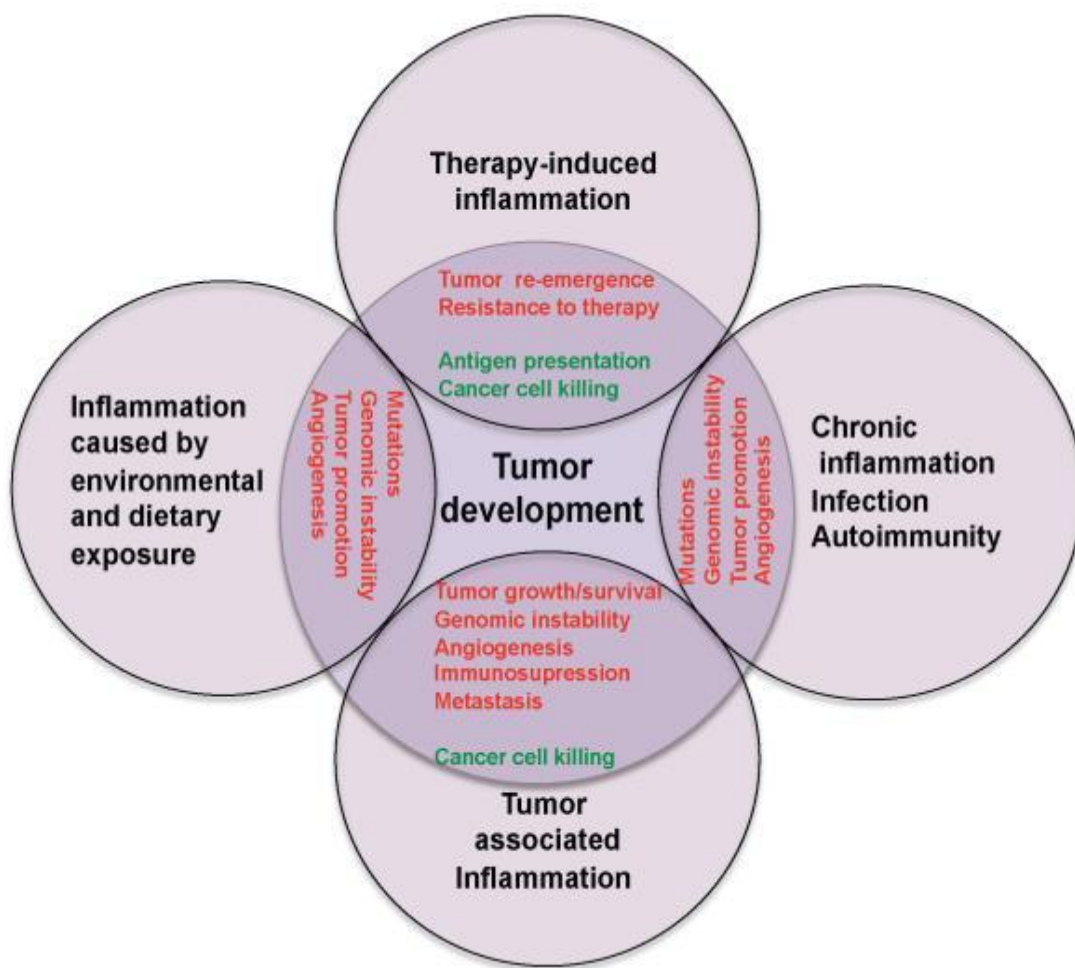 Therapy-induced
inflammation
Tumor re-emergence
Resistance to therapy
Antigen presentation
Cancer cell killing
Inflammation
caused by
environmental
and dietary
exposure
Mutations
Genomic instability
Tumor promotion
Angiogenesis
Tumor
development
Mutations
Genomic instability
Tumor promotion
Angiogenesis
Chronic
inflammation
Infection
Autoimmunity
Tumor growth/survival
Genomic instability
Angiogenesis
Immunosupression
Metastasis
Cancer cell killing
Tumor
associated
Inflammation